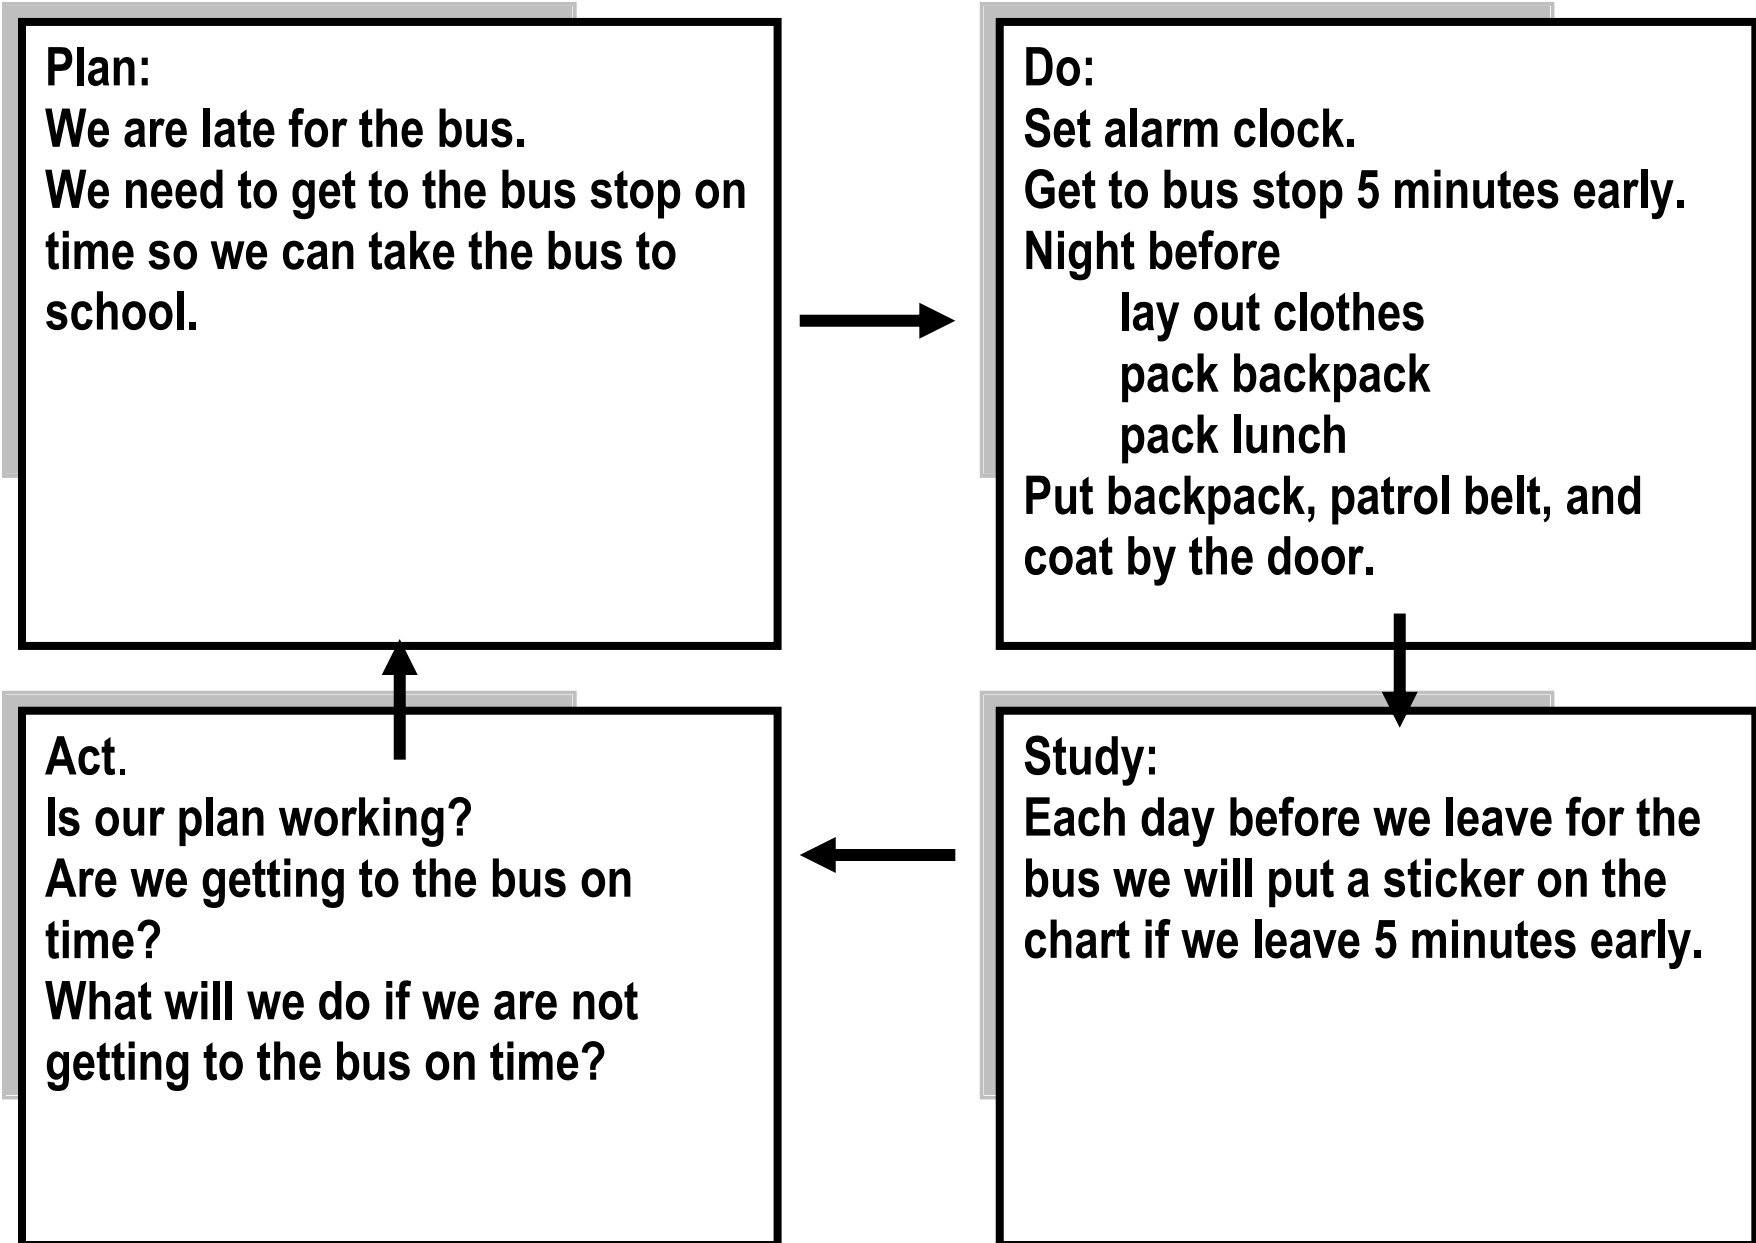 Plan:
We are late for the bus.
We need to get to the bus stop on
time so we can take the bus to
school.
Do:
Set alarm clock.
Get to bus stop 5 minutes early.
Night before
lay out clothes
pack backpack
pack lunch
Put backpack, patrol belt, and
coat by the door.
Study:
Each day before we leave for the
bus we will put a sticker on the
chart if we leave 5 minutes early.
Act.
Is our plan working?
Are we getting to the bus on
time?
What will we do if we are not
getting to the bus on time?